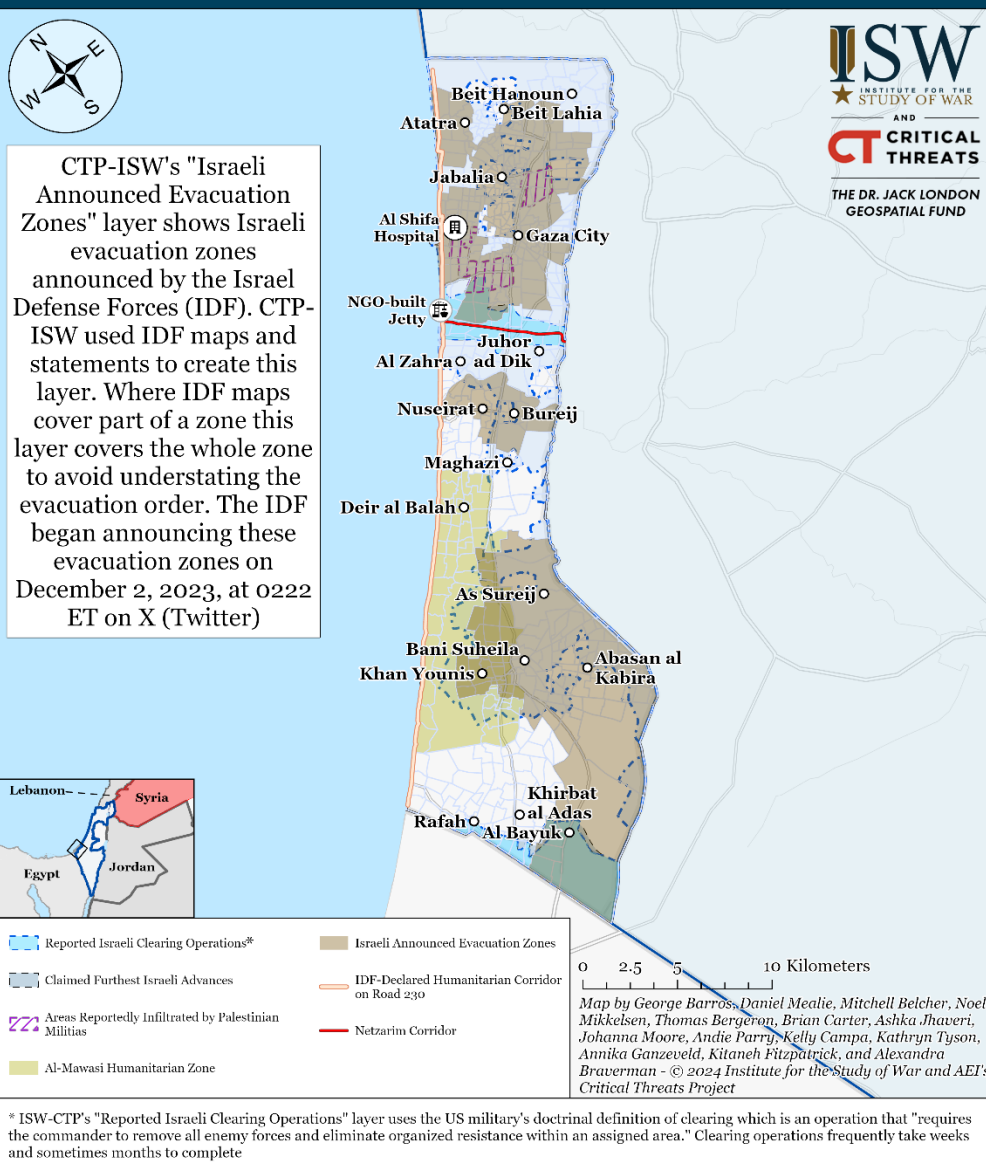 N
E
W
S
ISW
INSTITUTE FOR THE
STUDY OF WAR
AND
CT CRITICAL
THREATS
THE DR. JACK LONDON
GEOSPATIAL FUND
CTP-ISW's "Israeli
Announced Evacuation
Zones" layer shows Israeli
evacuation zones
announced by the Israel
Defense Forces (IDF). CTP-
ISW used IDF maps and
statements to create this
layer. Where IDF maps
cover part of a zone this
layer covers the whole zone
to avoid understating the
evacuation order. The IDF
began announcing these
evacuation zones on
December 2, 2023, at 0222
ET on X (Twitter)
Beit Hanoun
Beit Lahia
Atatra
Jabalia
Al Shifa
Hospital
Gaza City
NGO-built
Jetty
Juhor
ad Dik
Al Zahra
Nuseirat
Bureij
Maghazi
Deir al Balah
As Sureij
Bani Suheila
Abasan al
Kabira
Khan Younis
Khirbat
al Adas
Rafah
Al Bayuk
Lebanon
Syria
Egypt
Jordan
Reported Israeli Clearing Operations*
Claimed Furthest Israeli Advances
Areas Reportedly Infiltrated by Palestinian
Militias
Al-Mawasi Humanitarian Zone
Israeli Announced Evacuation Zones
IDF-Declared Humanitarian Corridor
on Road 230
Netzarim Corridor
0 2.5 5 10 Kilometers
Map by George Barros, Daniel Mealie, Mitchell Belcher, Noel
Mikkelsen, Thomas Bergeron, Brian Carter, Ashka Jhaveri,
Johanna Moore, Andie Parry, Kelly Campa, Kathryn Tyson,
Annika Ganzeveld, Kitaneh Fitzpatrick, and Alexandra
Braverman - © 2024 Institute for the Study of War and AEI's
Critical Threats Project
* ISW-CTP's "Reported Israeli Clearing Operations" layer uses the US military's doctrinal definition of clearing which is an operation that "requires
the commander to remove all enemy forces and eliminate organized resistance within an assigned area." Clearing operations frequently take weeks
and sometimes months to complete